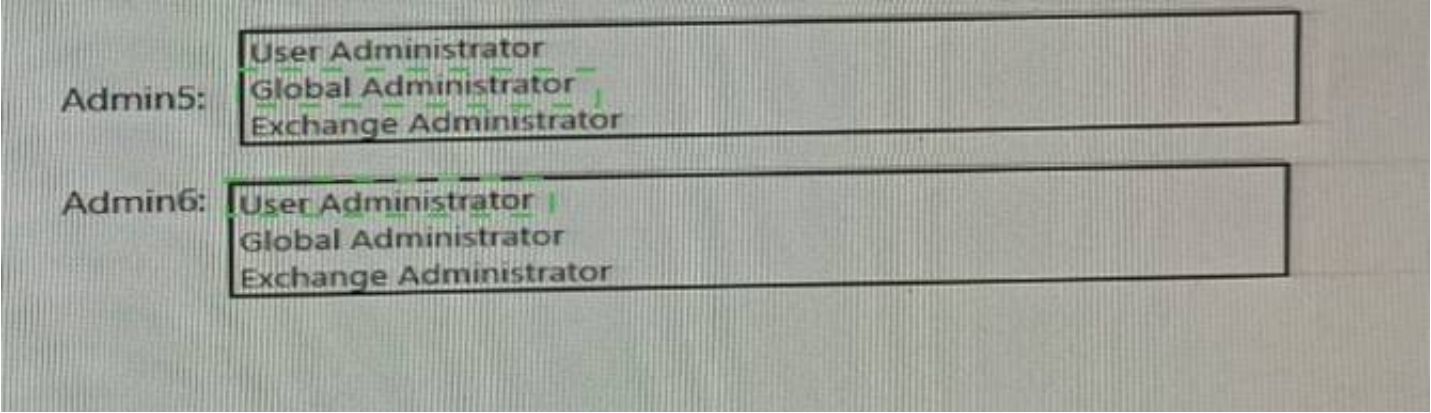 User Administrator
Admin5: Global Administrator
Exchange Administrator
Admin6: User Administrator
Global Administrator
Exchange Administrator